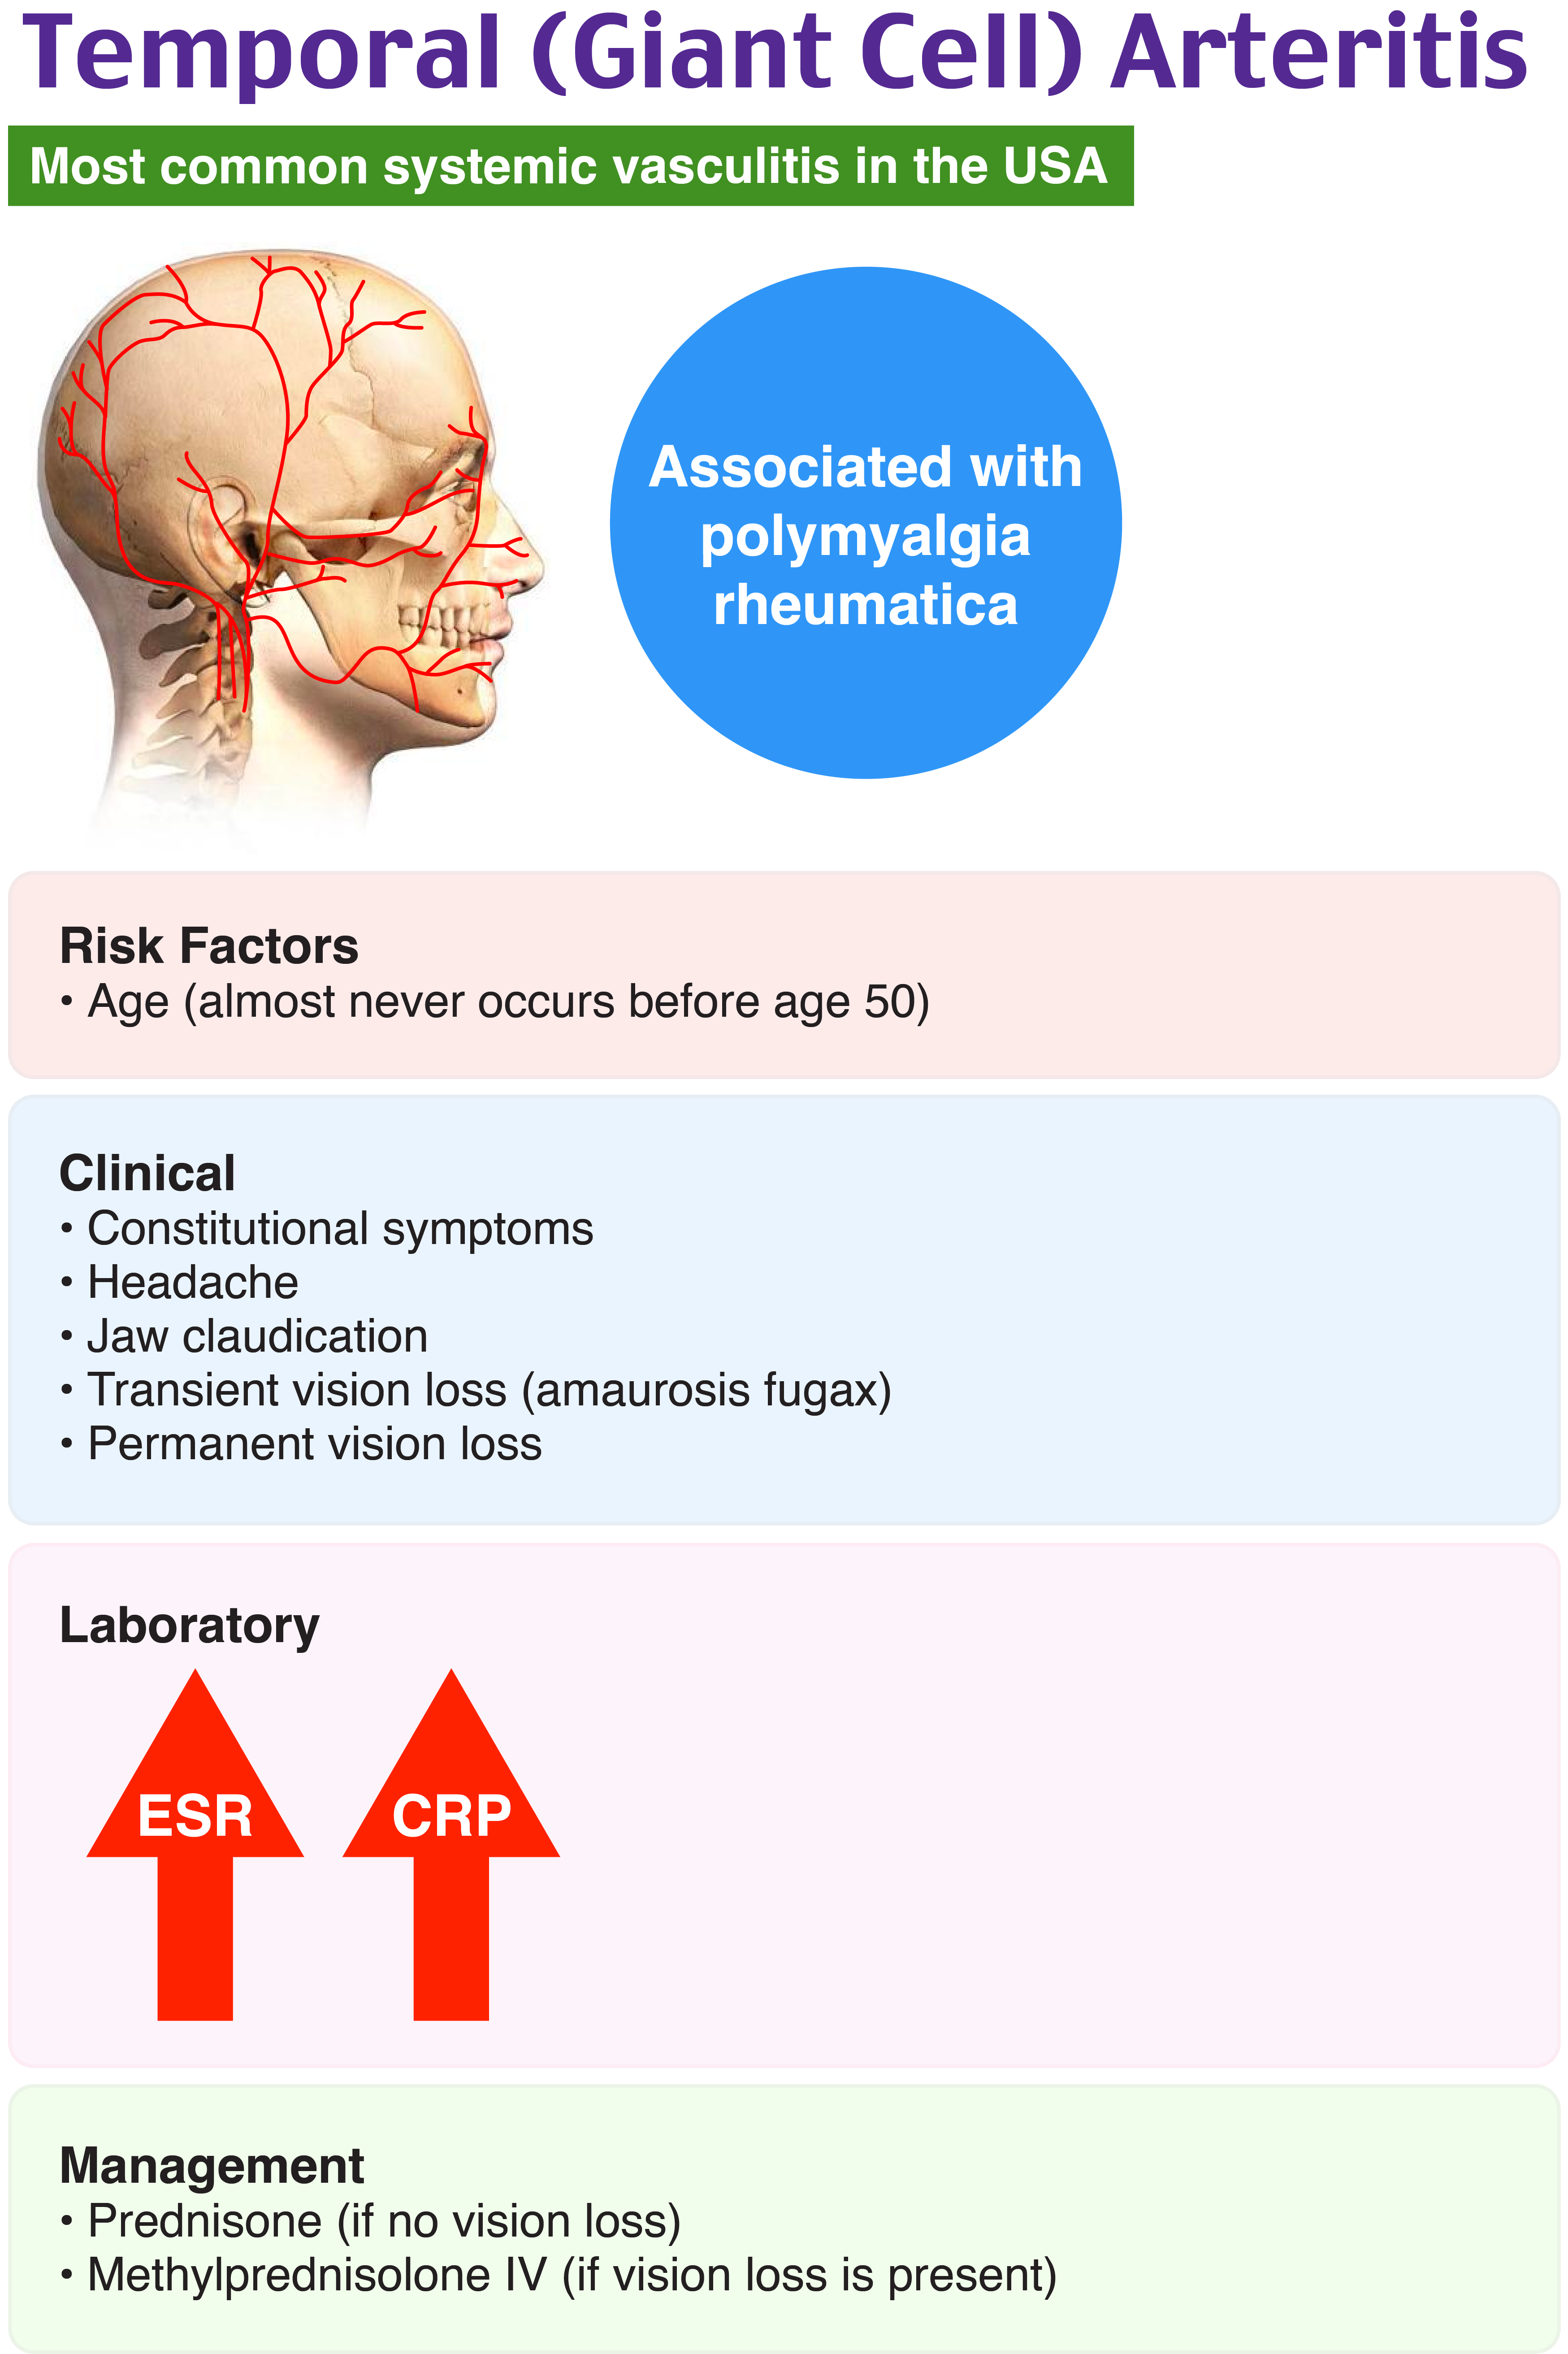 Temporal (Giant Cell) Arteritis
Most common systemic vasculitis in the USA
Associated with
polymyalgia
rheumatica
Risk Factors
• Age (almost never occurs before age 50)
Clinical
• Constitutional symptoms
• Headache
• Jaw claudication
• Transient vision loss (amaurosis fugax)
• Permanent vision loss
Laboratory
ESR
CRP
Management
• Prednisone (if no vision loss)
• Methylprednisolone IV (if vision loss is present)